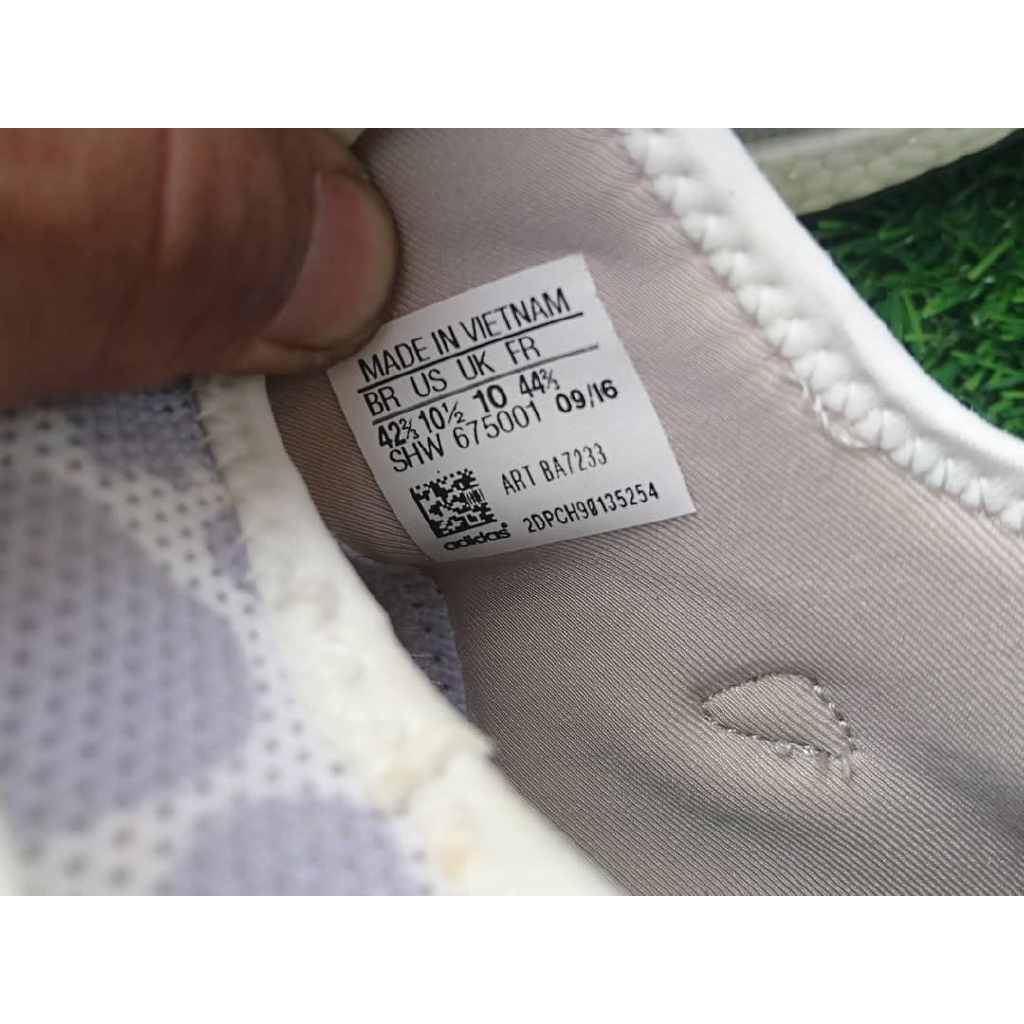 MADE IN VIETNAM
BR US UK FR
42⅔ 10½ 10 44⅔
SHW 675001 09/16
ART BA7233
2DPCH90135254
adidas